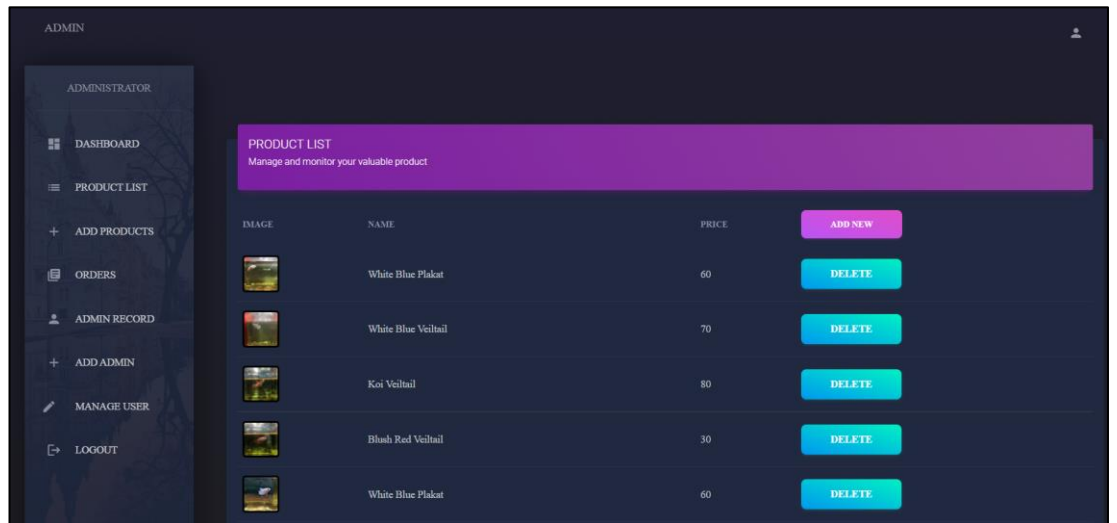 ADMIN
ADMINISTRATOR
DASHBOARD
PRODUCT LIST
ADD PRODUCTS
ORDERS
ADMIN RECORD
ADD ADMIN
MANAGE USER
LOGOUT
PRODUCT LIST
Manage and monitor your valuable product
IMAGE NAME PRICE ADD NEW
White Blue Plakat 60 DELETE
White Blue Veiltail 70 DELETE
Koi Veiltail 80 DELETE
Blush Red Veiltail 30 DELETE
White Blue Plakat 60 DELETE